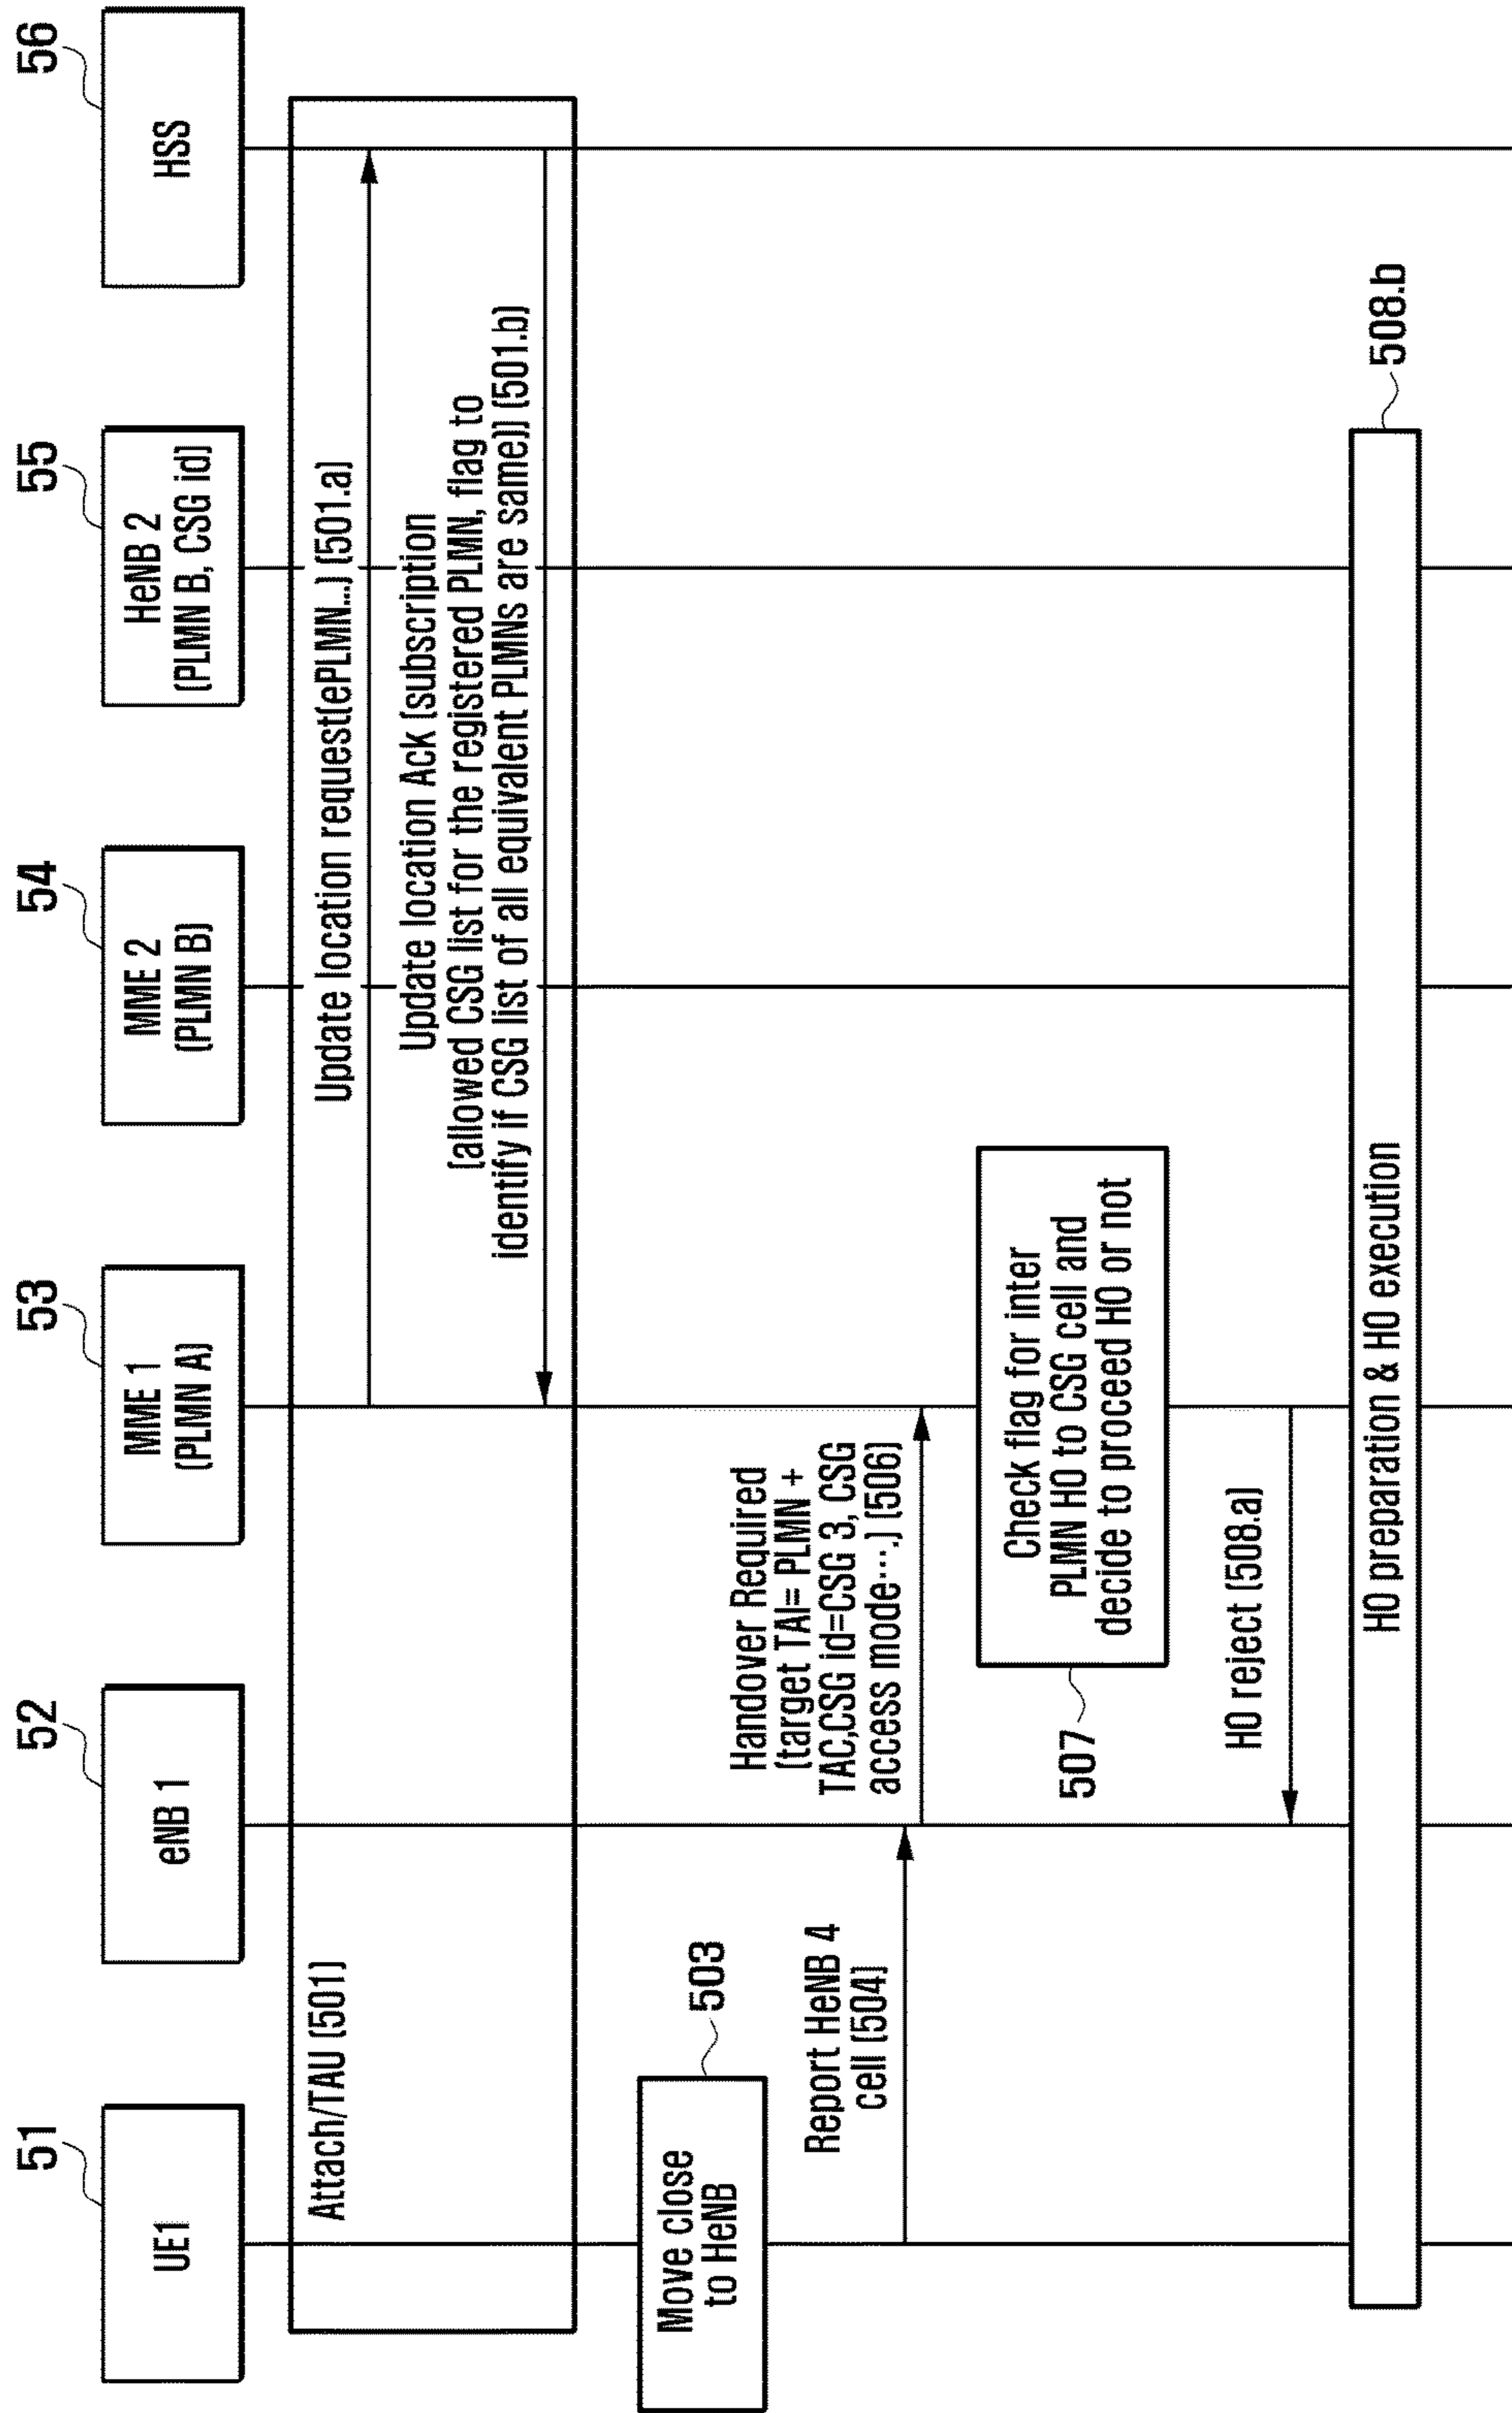 51
52
53
54
55
56
UE1
eNB 1
MME 1
(PLMN A)
MME 2
(PLMN B)
HeNB 2
(PLMN B, CSG id)
HSS
Attach/TAU (501)
Update location request(ePLMN...) (501.a)
Update location Ack (subscription
(allowed CSG list for the registered PLMN, flag to
identify if CSG list of all equivalent PLMNs are same)) (501.b)
Move close
to HeNB
503
Report HeNB 4
cell (504)
Handover Required
(target TAI= PLMN +
TAC,CSG id=CSG 3, CSG
access mode….) (506)
Check flag for inter
PLMN HO to CSG cell and
decide to proceed HO or not
507
HO reject (508.a)
HO preparation & HO execution
508.b